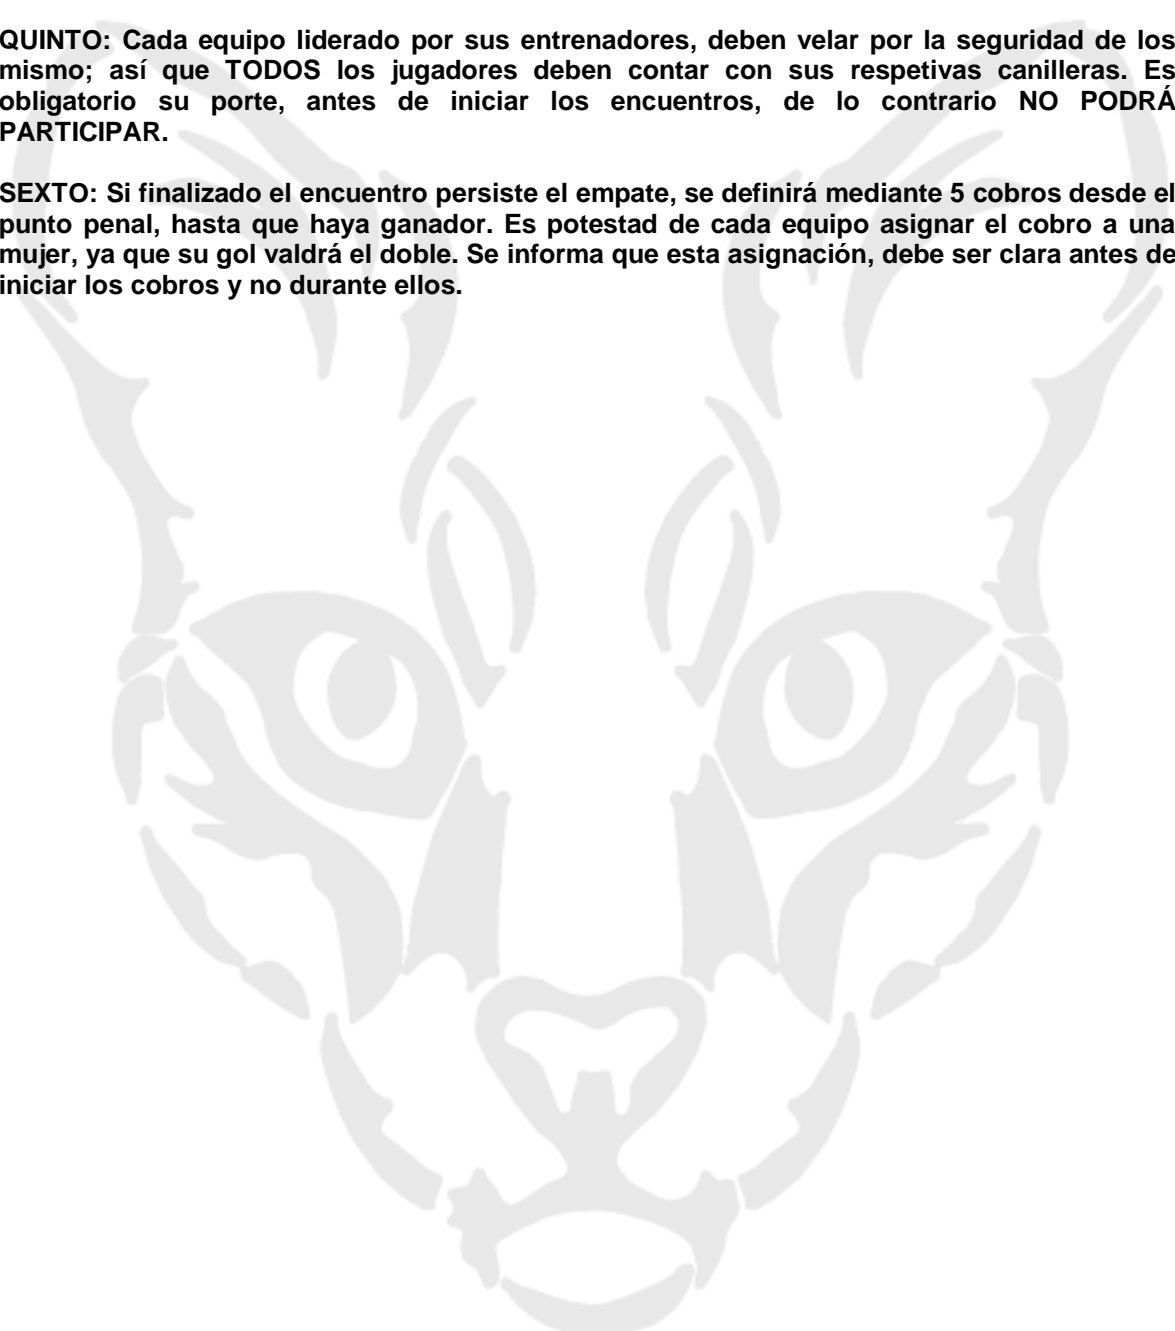 QUINTO: Cada equipo liderado por sus entrenadores, deben velar por la seguridad de los
mismo; así que TODOS los jugadores deben contar con sus respetivas canilleras. Es
obligatorio su porte, antes de iniciar los encuentros, de lo contrario NO PODRÁ
PARTICIPAR.
SEXTO: Si finalizado el encuentro persiste el empate, se definirá mediante 5 cobros desde el
punto penal, hasta que haya ganador. Es potestad de cada equipo asignar el cobro a una
mujer, ya que su gol valdrá el doble. Se informa que esta asignación, debe ser clara antes de
iniciar los cobros y no durante ellos.